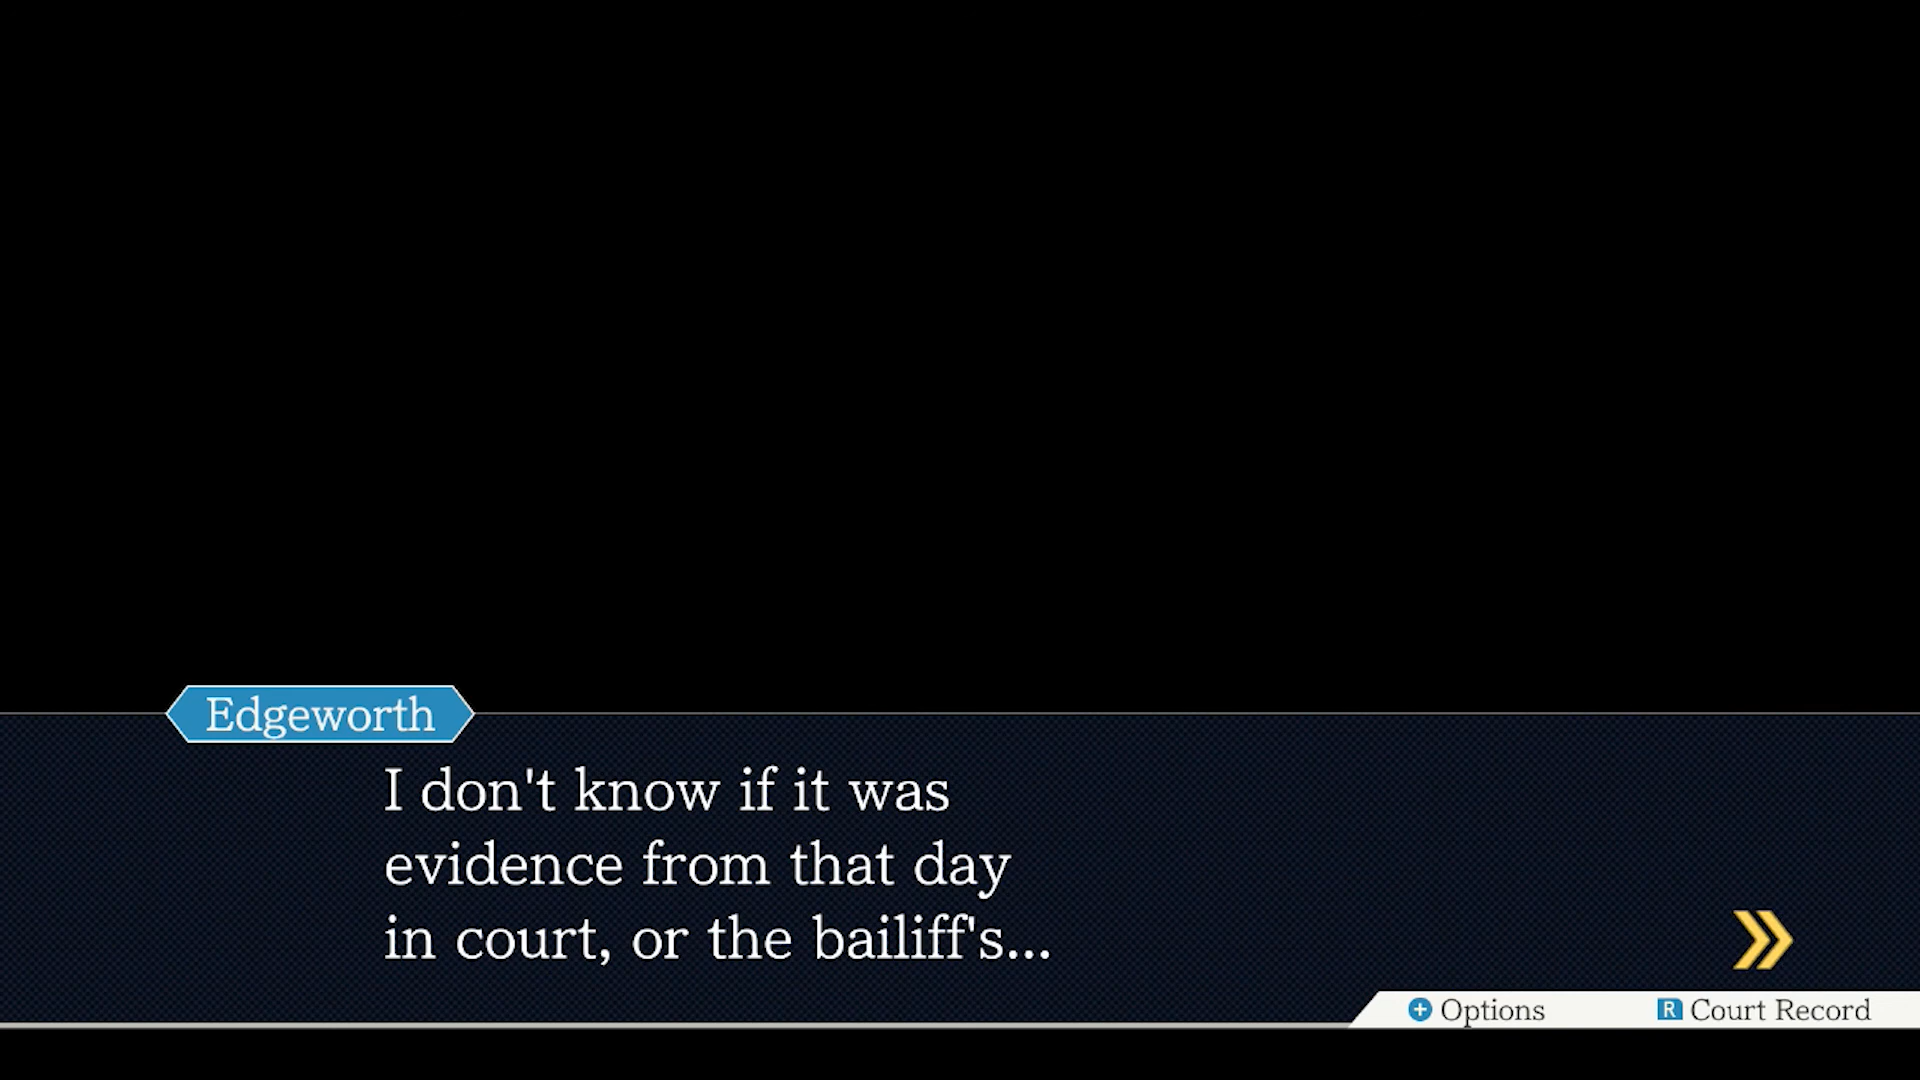 Edgeworth
I don't know if it was
evidence from that day
in court, or the bailiff's...
+ Options
R Court Record